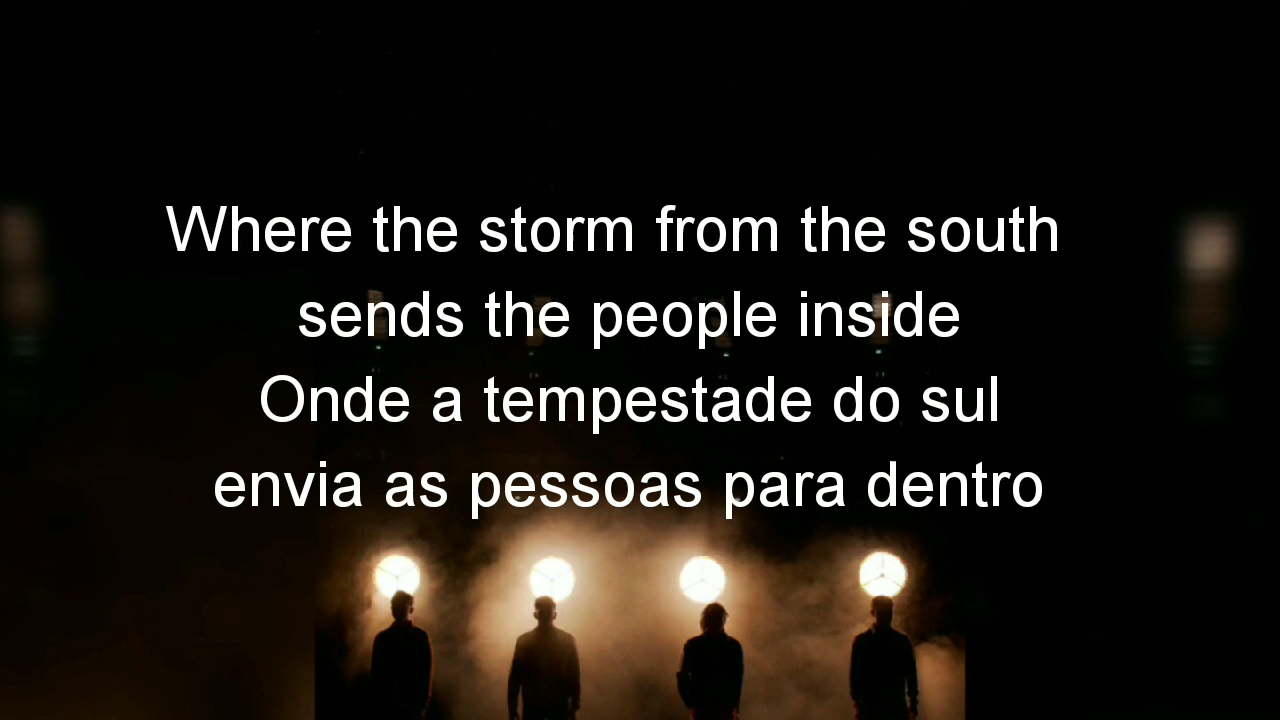 Where the storm from the south
sends the people inside
Onde a tempestade do sul
envia as pessoas para dentro